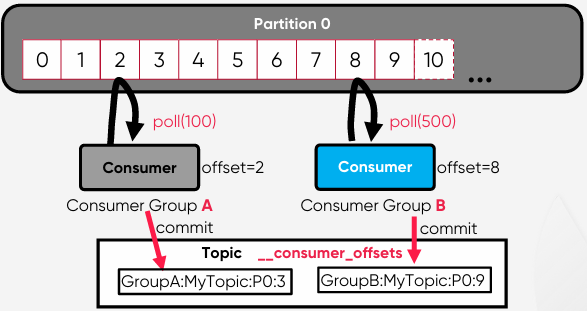 Partition 0
0 1 2 3 4 5 6 7 8 9 10 ...
poll(100) poll(500)
Consumer offset=2 Consumer offset=8
Consumer Group A Consumer Group B
commit commit
Topic __consumer_offsets
GroupA:MyTopic:P0:3 GroupB:MyTopic:P0:9